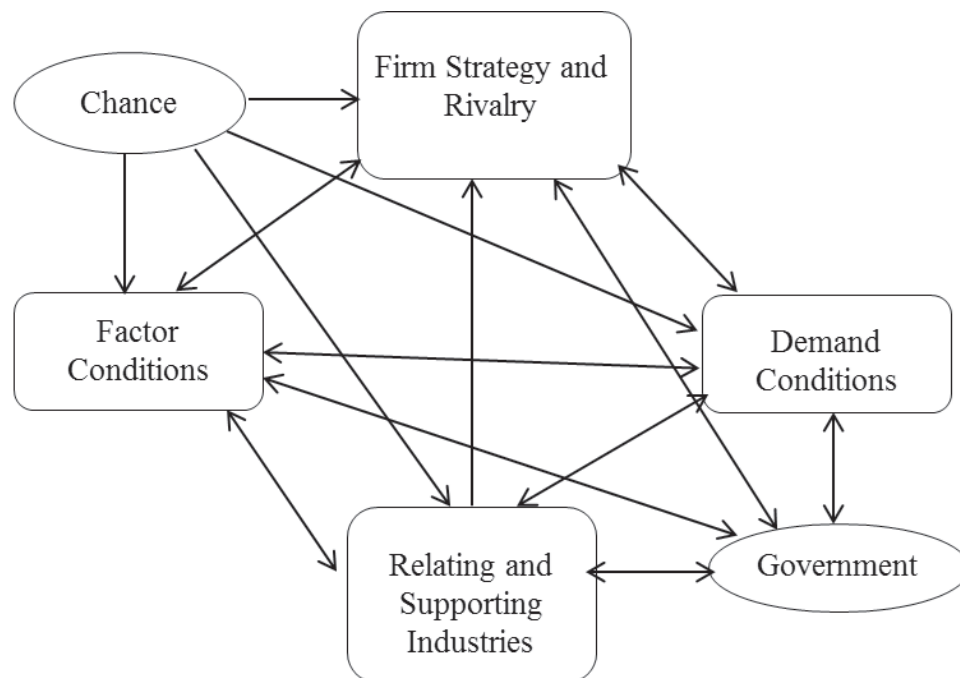 Firm Strategy and
Rivalry
Chance
Factor
Conditions
Demand
Conditions
Relating and
Supporting
Industries
Government